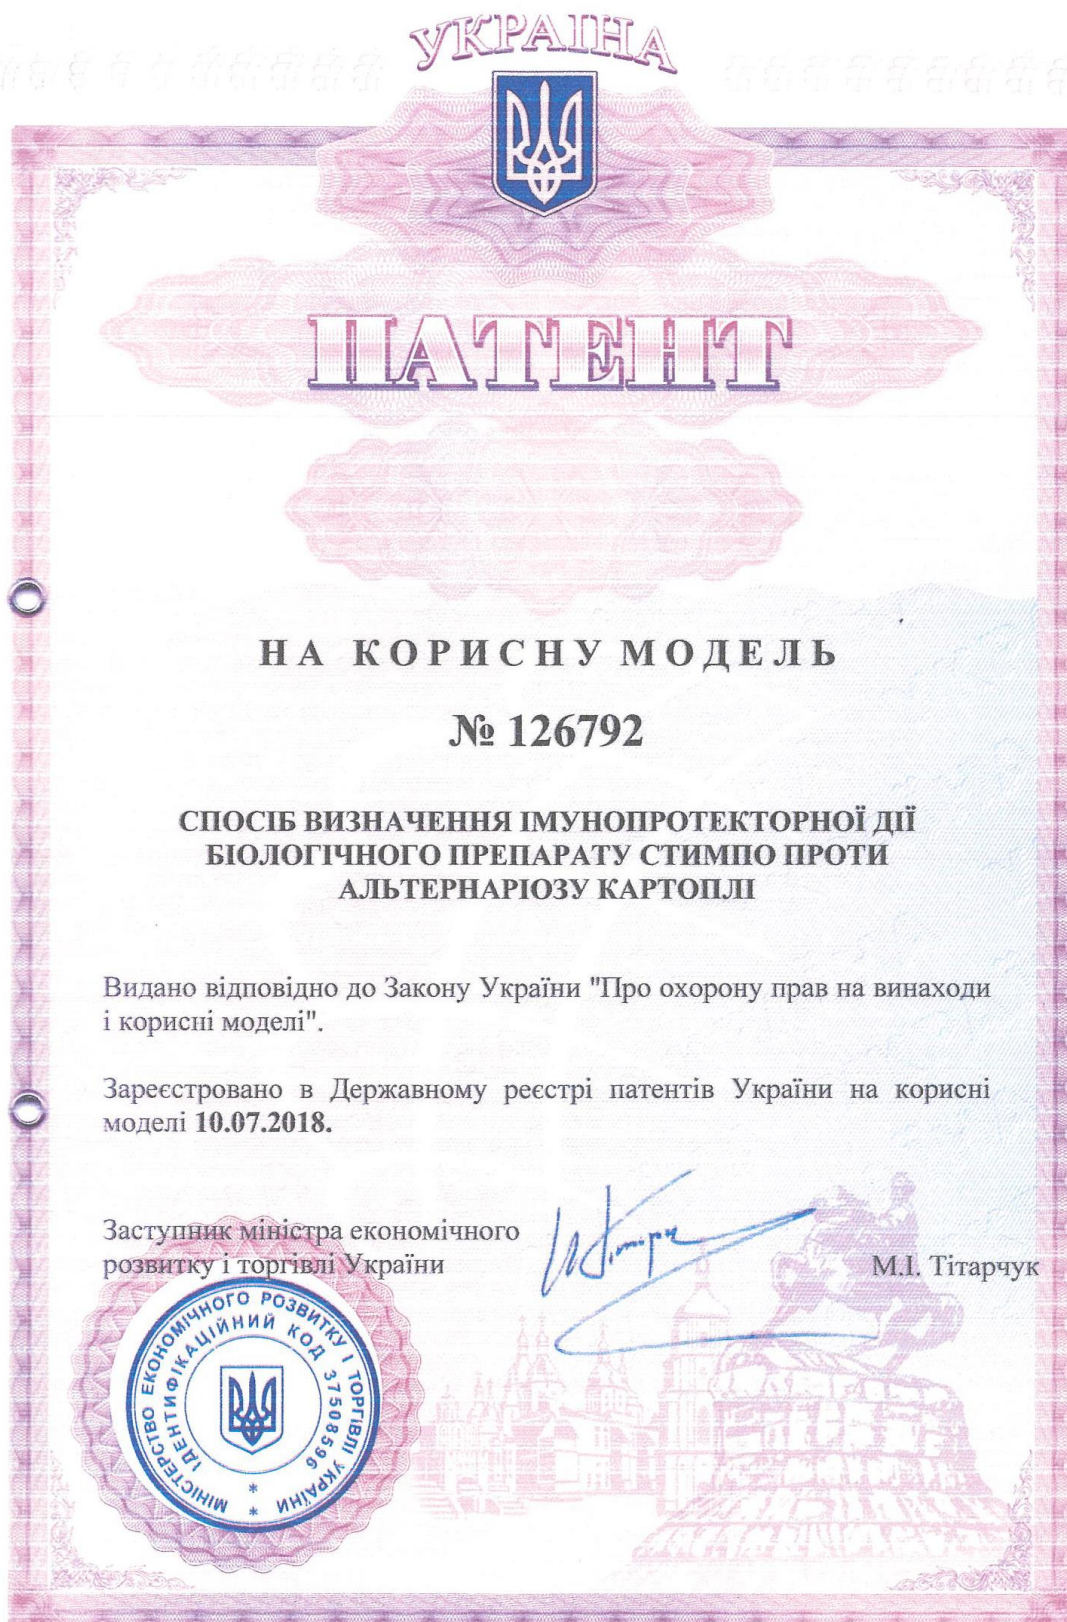 УКРАЇНА
ПАТЕНТ
НА КОРИСНУ МОДЕЛЬ
№ 126792
СПОСІБ ВИЗНАЧЕННЯ ІМУНОПРОТЕКТОРНОЇ ДІЇ
БІОЛОГІЧНОГО ПРЕПАРАТУ СТИМПО ПРОТИ
АЛЬТЕРНАРІОЗУ КАРТОПЛІ
Видано відповідно до Закону України "Про охорону прав на винаходи
і корисні моделі".
Зареєстровано в Державному реєстрі патентів України на корисні
моделі 10.07.2018.
Заступник міністра економічного
розвитку і торгівлі України
М.І. Тітарчук
МІНІСТЕРСТВО ЕКОНОМІЧНОГО РОЗВИТКУ І ТОРГІВЛІ УКРАЇНИ
ІДЕНТИФІКАЦІЙНИЙ КОД 37508596